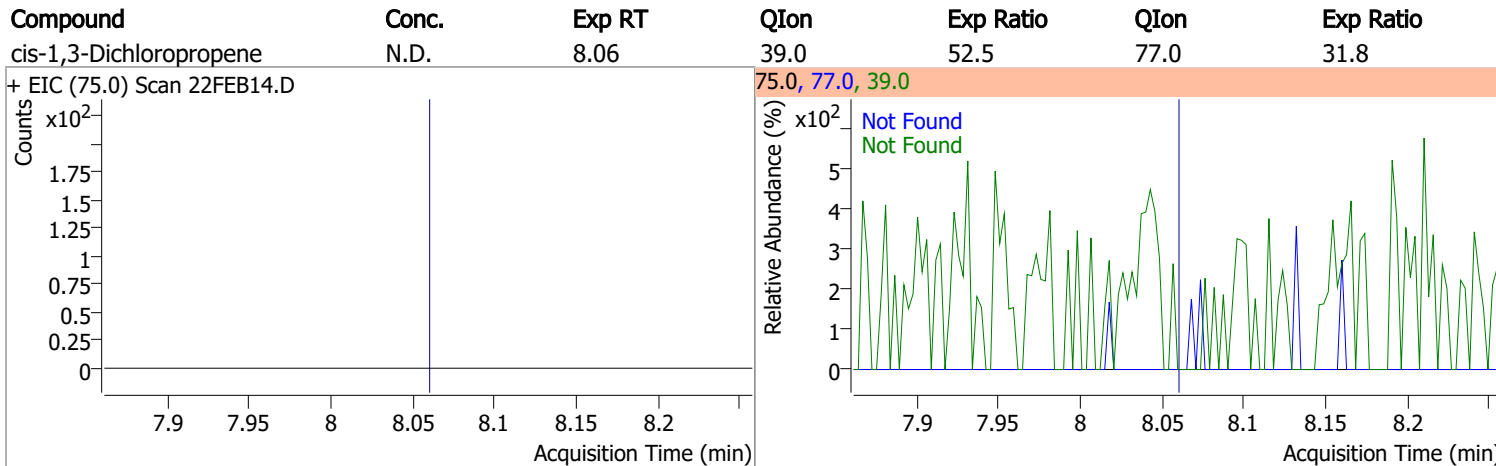 Compound Conc. Exp RT QIon Exp Ratio QIon Exp Ratio
cis-1,3-Dichloropropene N.D. 8.06 39.0 52.5 77.0 31.8
+ EIC (75.0) Scan 22FEB14.D
Counts
x10²
1.75
1.5
1.25
1
0.75
0.5
0.25
0
7.9 7.95 8 8.05 8.1 8.15 8.2
Acquisition Time (min)
75.0, 77.0, 39.0
Relative Abundance (%)
x10²
Not Found
Not Found
5
4
3
2
1
0
7.9 7.95 8 8.05 8.1 8.15 8.2
Acquisition Time (min)